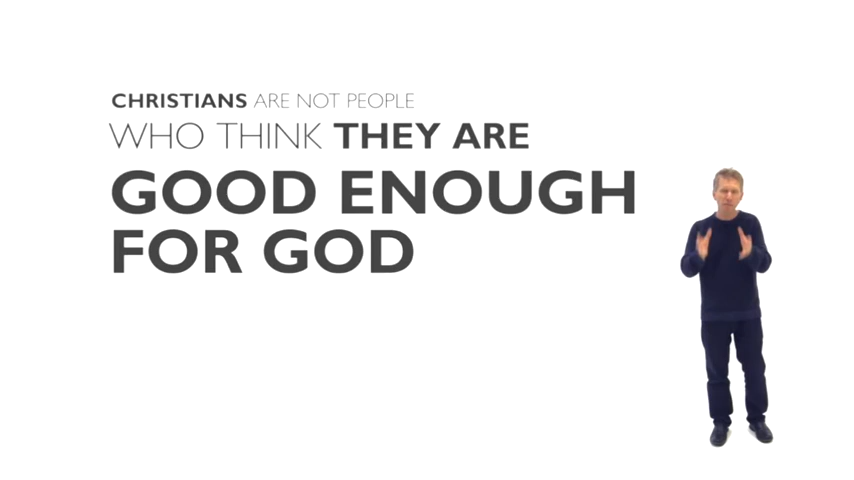 CHRISTIANS ARE NOT PEOPLE
WHO THINK THEY ARE
GOOD ENOUGH
FOR GOD